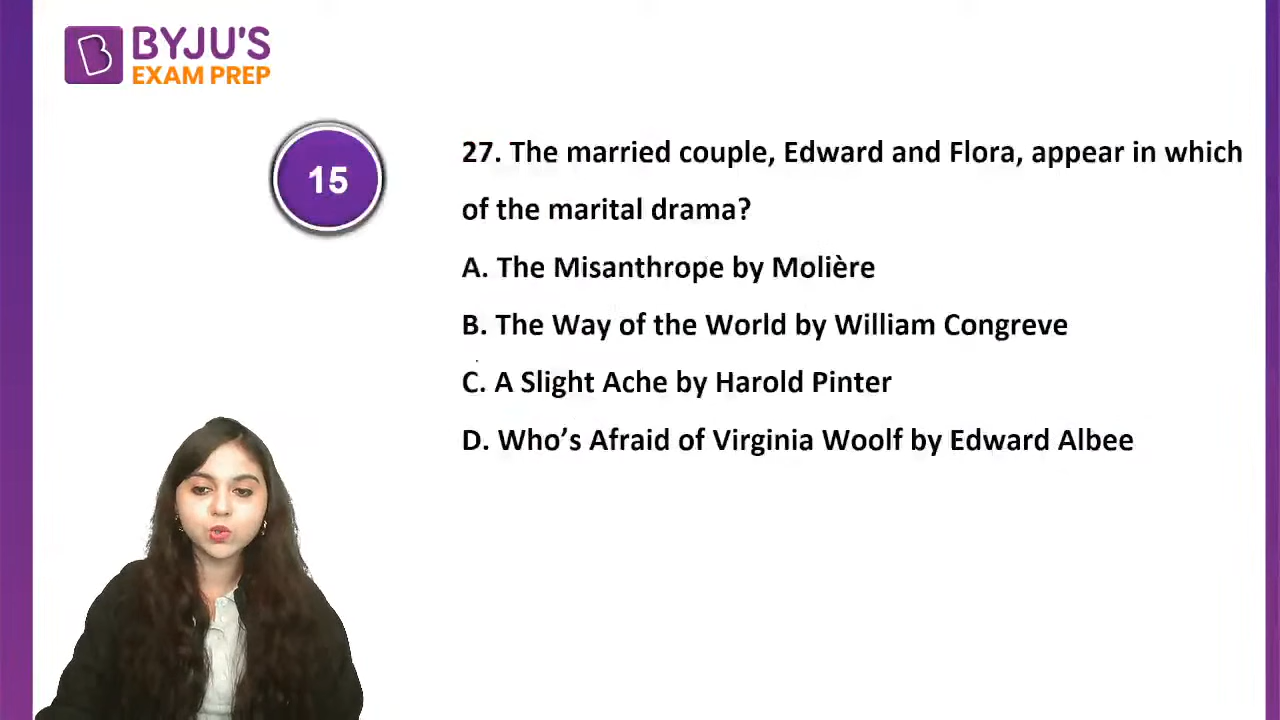 BYJU'S
EXAM PREP
15
27. The married couple, Edward and Flora, appear in which
of the marital drama?
A. The Misanthrope by Molière
B. The Way of the World by William Congreve
C. A Slight Ache by Harold Pinter
D. Who’s Afraid of Virginia Woolf by Edward Albee